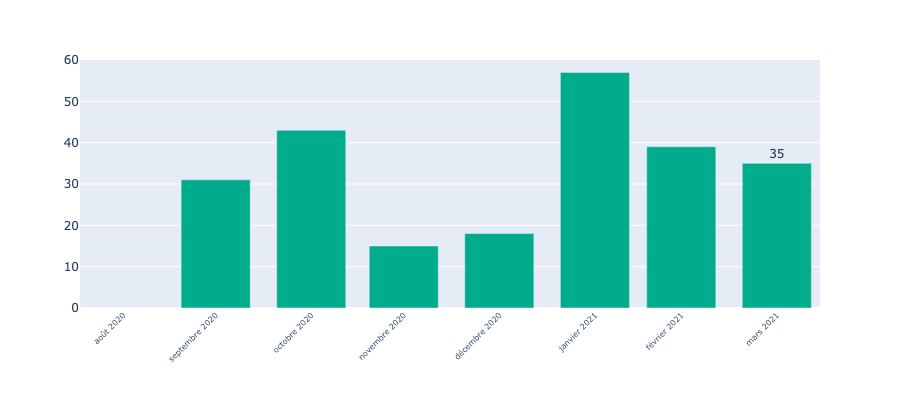 60
50
40
30
20
10
0
35
août 2020
septembre 2020
octobre 2020
novembre 2020
décembre 2020
janvier 2021
février 2021
mars 2021